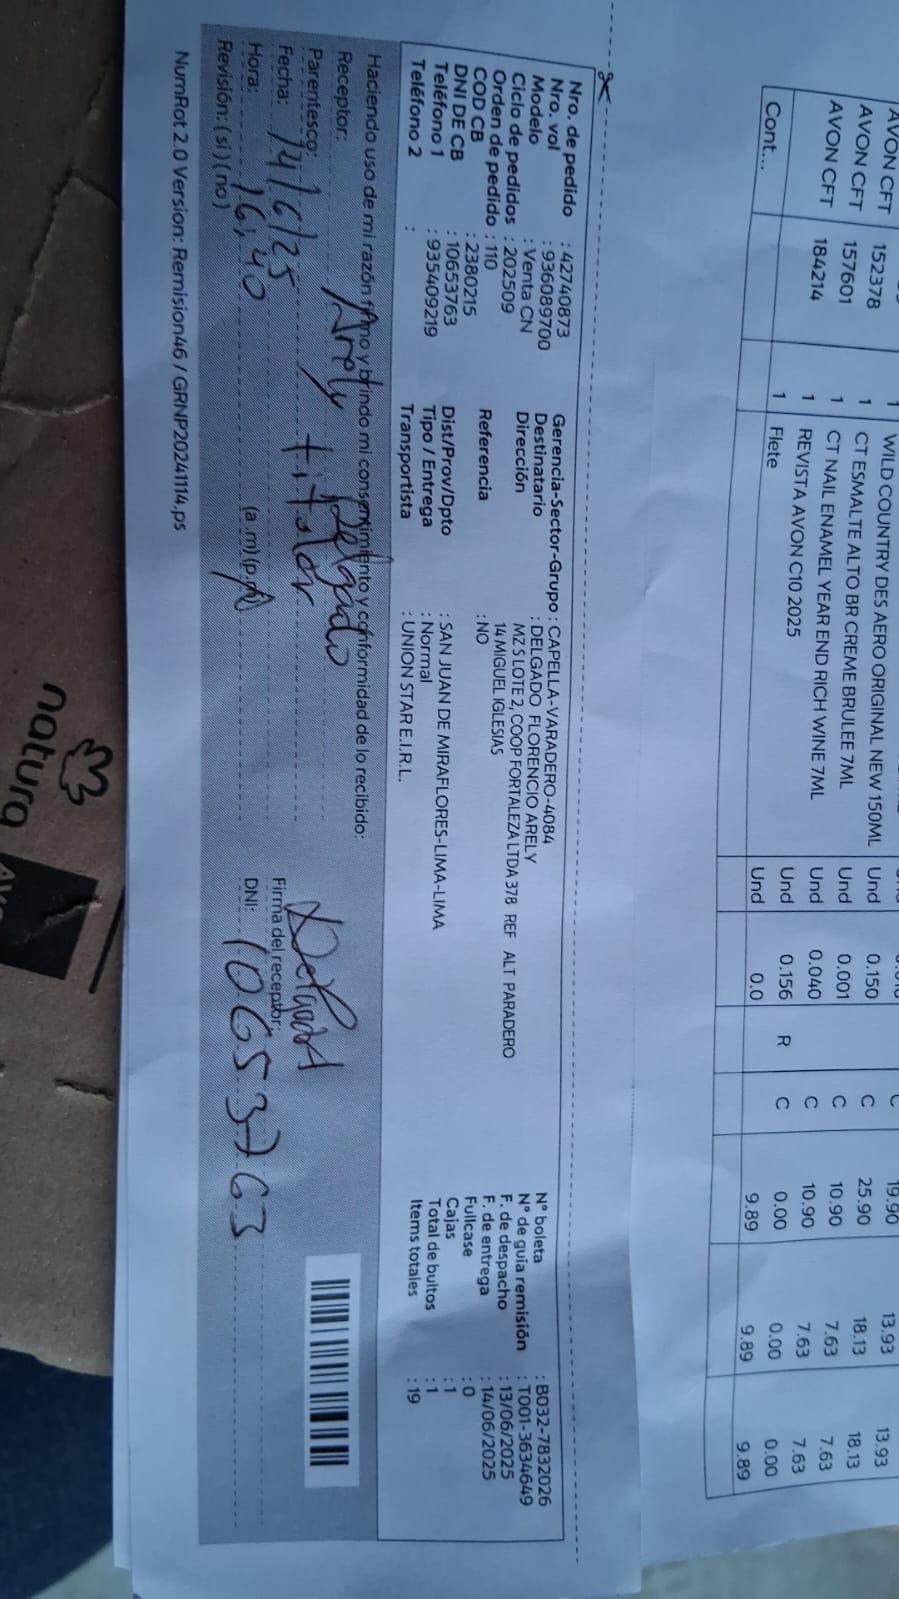 AVON CFT 152378 1 WILD COUNTRY DES AERO ORIGINAL NEW 150ML Und 0.150 C 25.90 18.13 18.13
AVON CFT 157601 1 CT ESMALTE ALTO BR CREME BRULEE 7ML Und 0.001 C 10.90 7.63 7.63
AVON CFT 184214 1 CT NAIL ENAMEL YEAR END RICH WINE 7ML Und 0.040 C 10.90 7.63 7.63
1 REVISTA AVON C10 2025 Und 0.156 R C 0.00 0.00 0.00
Cont... 1 Flete Und 0.0 9.89 9.89 9.89
Nro. de pedido : 42740873
Nro. vol : 936089700
Modelo : Venta CN
Ciclo de pedidos : 202509
Orden de pedido : 110
COD CB : 2380215
DNI DE CB : 10653763
Teléfono 1 : 935409219
Teléfono 2 :
Gerencia-Sector-Grupo : CAPELLA-VARADERO-4084
Destinatario : DELGADO FLORENCIO ARELY
Dirección MZ S LOTE 2, COOP FORTALEZA LTDA 378 REF ALT PARADERO
14 MIGUEL IGLESIAS
Referencia :NO
Dist/Prov/Dpto : SAN JUAN DE MIRAFLORES-LIMA-LIMA
Tipo / Entrega : Normal
Transportista : UNION STAR E.I.R.L.
N° boleta : B032-7832026
N° de guía remisión : T001-3634649
F. de despacho : 13/06/2025
F. de entrega : 14/06/2025
Fullcase : 0
Cajas : 1
Total de bultos : 1
Items totales : 19
Haciendo uso de mi razón firmo y brindo mi consentimiento y conformidad de lo recibido:
Receptor: Arely Delgado
Parentesco: titular
Fecha: 14/6/25
Hora: 16:40 (a .m) (p.m)
Revisión: ( si ) ( no )
Firma del receptor: Delgado
DNI: 10653763
NumRot 2.0 Version: Remision46 / GRNP20241114.ps
natura